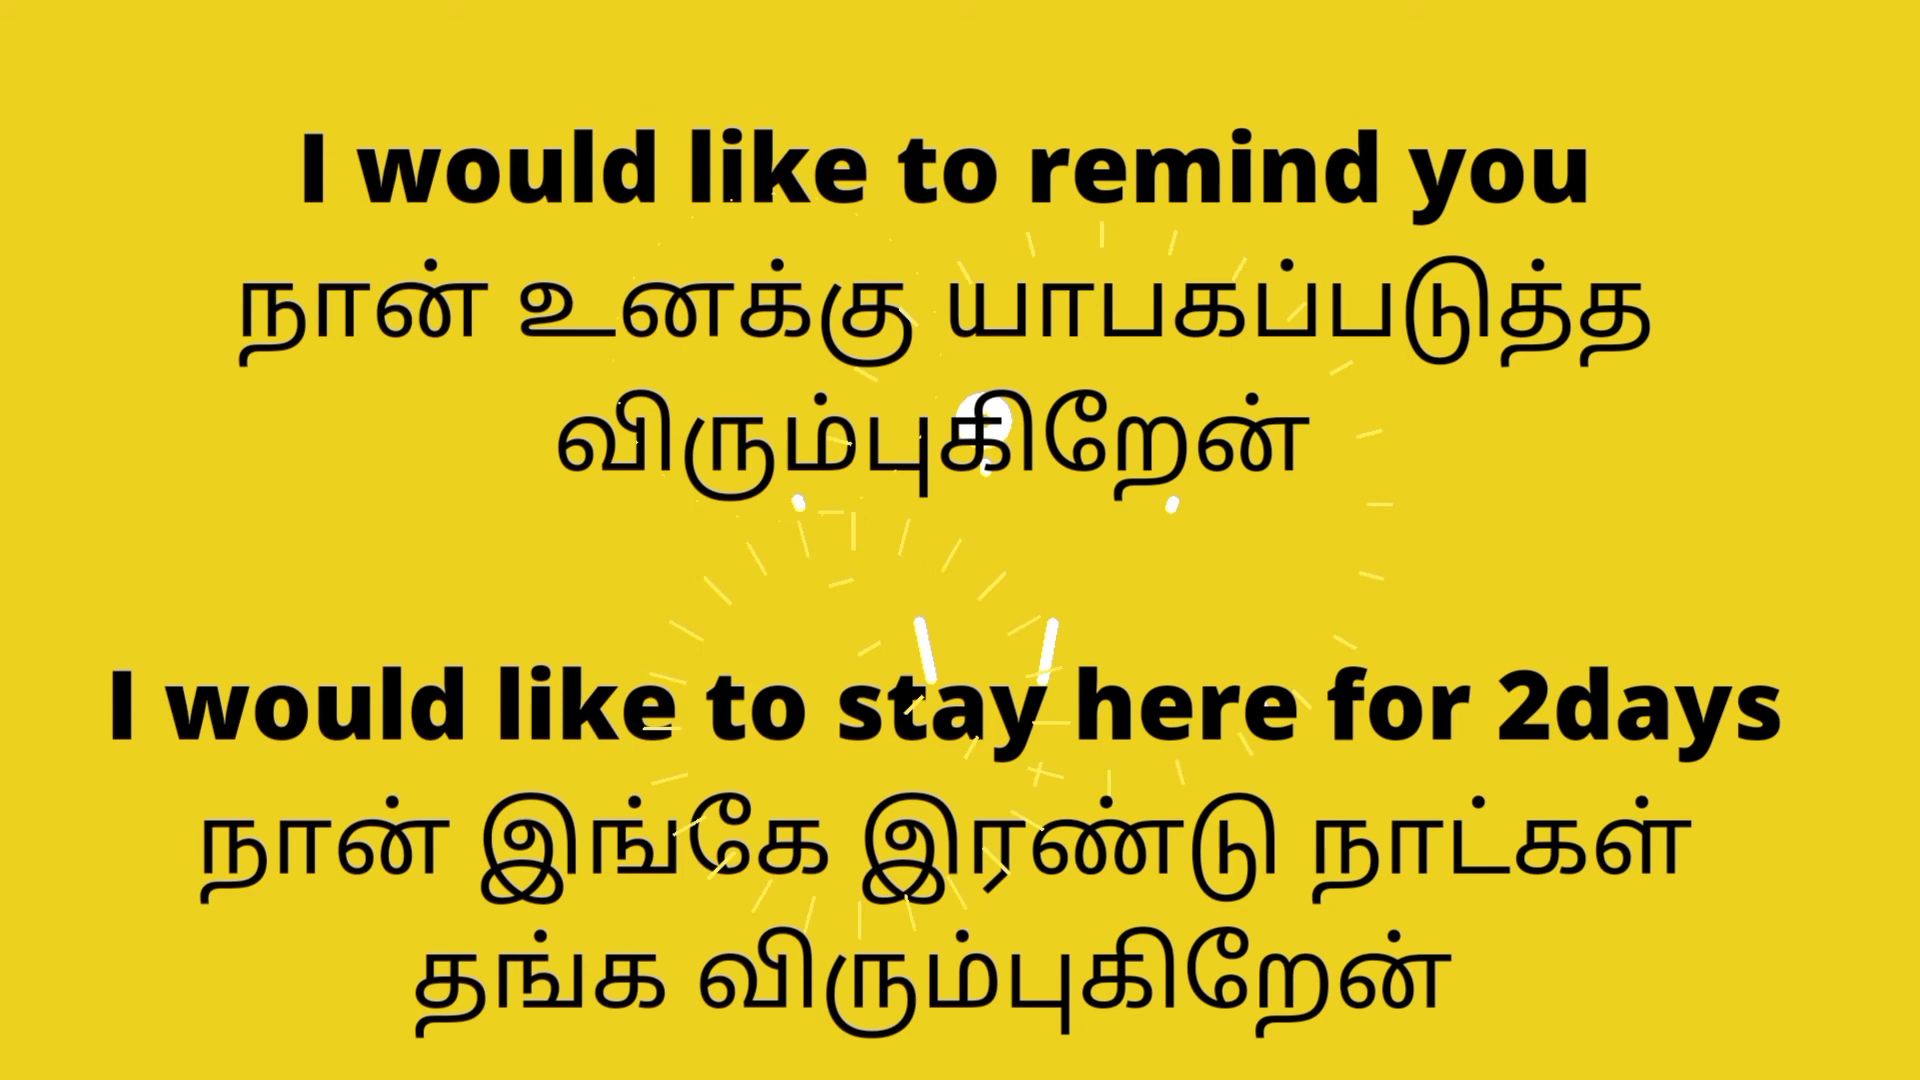 I would like to remind you
நான் உனக்கு யாபகப்படுத்த
விரும்புகிறேன்
I would like to stay here for 2days
நான் இங்கே இரண்டு நாட்கள்
தங்க விரும்புகிறேன்